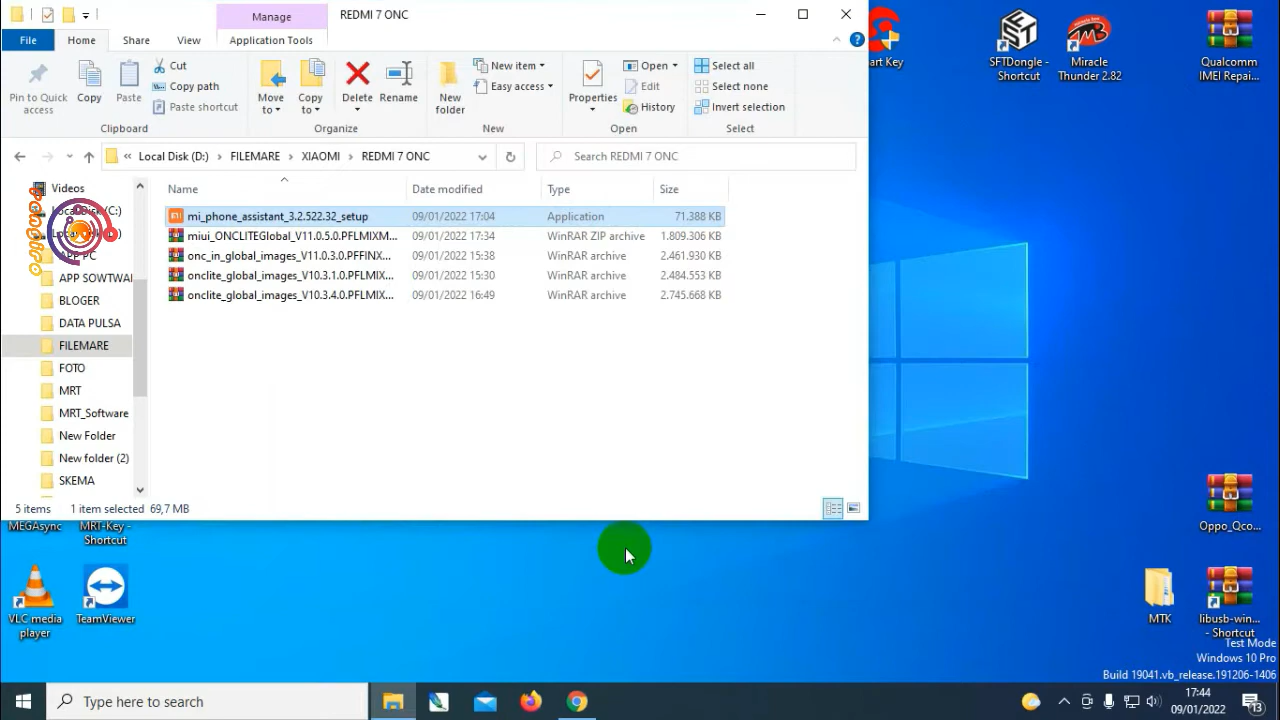 Manage
REDMI 7 ONC
File
Home
Share
View
Application Tools
Pin to Quick
access
Copy
Paste
Cut
Copy path
Paste shortcut
Clipboard
Move
to
Copy
to
Delete
Rename
Organize
New
folder
New item
Easy access
New
Properties
Open
Edit
History
Open
Select all
Select none
Invert selection
Select
« Local Disk (D:) › FILEMARE › XIAOMI › REDMI 7 ONC
Search REDMI 7 ONC
Name
Date modified
Type
Size
mi_phone_assistant_3.2.522.32_setup 09/01/2022 17:04 Application 71.388 KB
miui_ONCLITEGlobal_V11.0.5.0.PFLMIXM... 09/01/2022 17:34 WinRAR ZIP archive 1.809.306 KB
onc_in_global_images_V11.0.3.0.PFFINX... 09/01/2022 15:38 WinRAR archive 2.461.930 KB
onclite_global_images_V10.3.1.0.PFLMIX... 09/01/2022 15:30 WinRAR archive 2.484.553 KB
onclite_global_images_V10.3.4.0.PFLMIX... 09/01/2022 16:49 WinRAR archive 2.745.668 KB
Videos
APP PC
APP SOWTWAI
BLOGER
DATA PULSA
FILEMARE
FOTO
MRT
MRT_Software
New Folder
New folder (2)
SKEMA
5 items
1 item selected 69,7 MB
art Key
SFTDongle -
Shortcut
Miracle
Thunder 2.82
Qualcomm
IMEI Repai...
MEGAsync
MRT-Key -
Shortcut
VLC media
player
TeamViewer
Oppo_Qco...
MTK
libusb-win...
- Shortcut
Test Mode
Windows 10 Pro
Build 19041.vb_release.191206-1406
Type here to search
17:44
09/01/2022
13